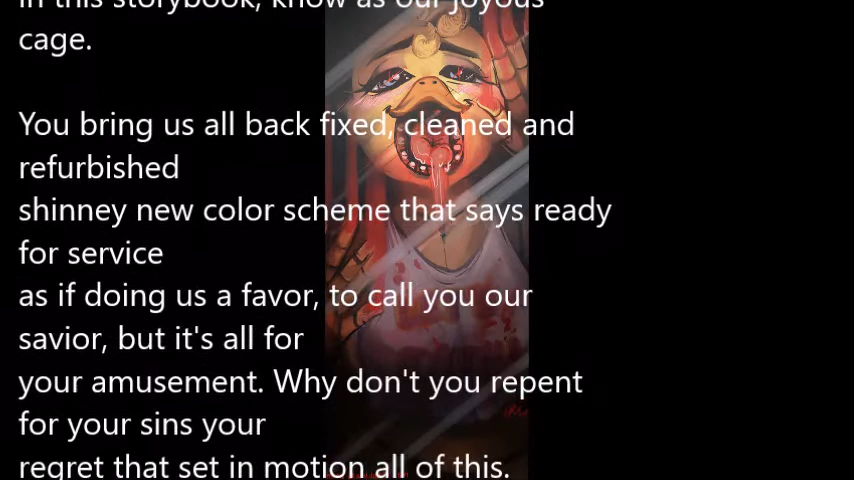 in this storybook, know as our joyous
cage.
You bring us all back fixed, cleaned and
refurbished
shinney new color scheme that says ready
for service
as if doing us a favor, to call you our
savior, but it's all for
your amusement. Why don't you repent
for your sins your
regret that set in motion all of this.